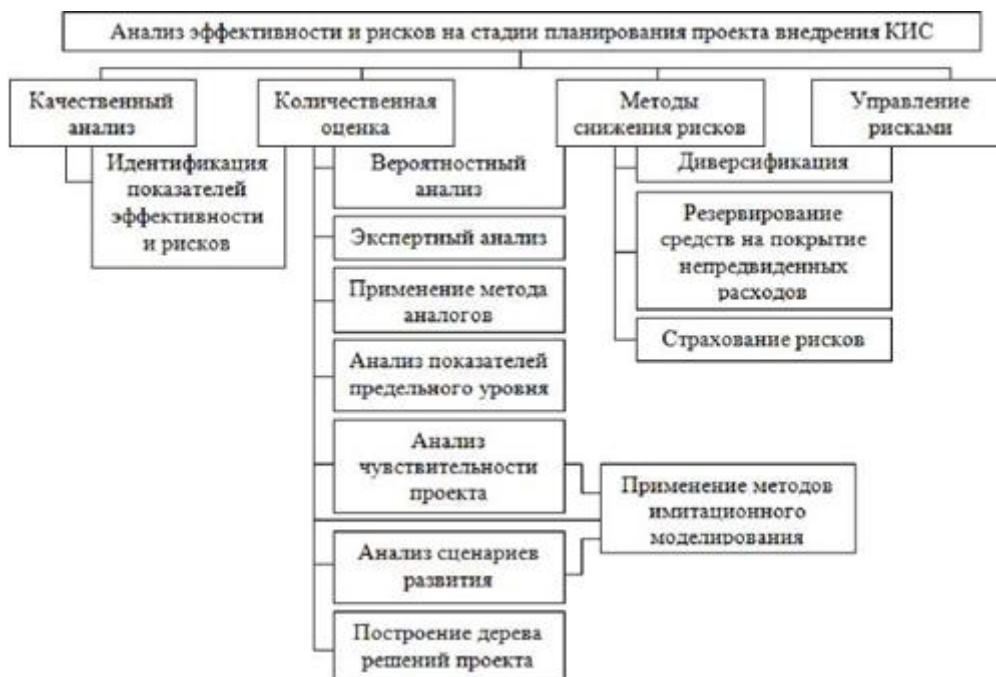 Анализ эффективности и рисков на стадии планирования проекта внедрения КИС
Качественный
анализ
Количественная
оценка
Методы
снижения рисков
Управление
рисками
Идентификация
показателей
эффективности
и рисков
Вероятностный
анализ
Экспертный анализ
Применение метода
аналогов
Анализ показателей
предельного уровня
Анализ
чувствительности
проекта
Анализ сценариев
развития
Построение дерева
решений проекта
Применение методов
имитационного
моделирования
Диверсификация
Резервирование
средств на покрытие
непредвиденных
расходов
Страхование рисков